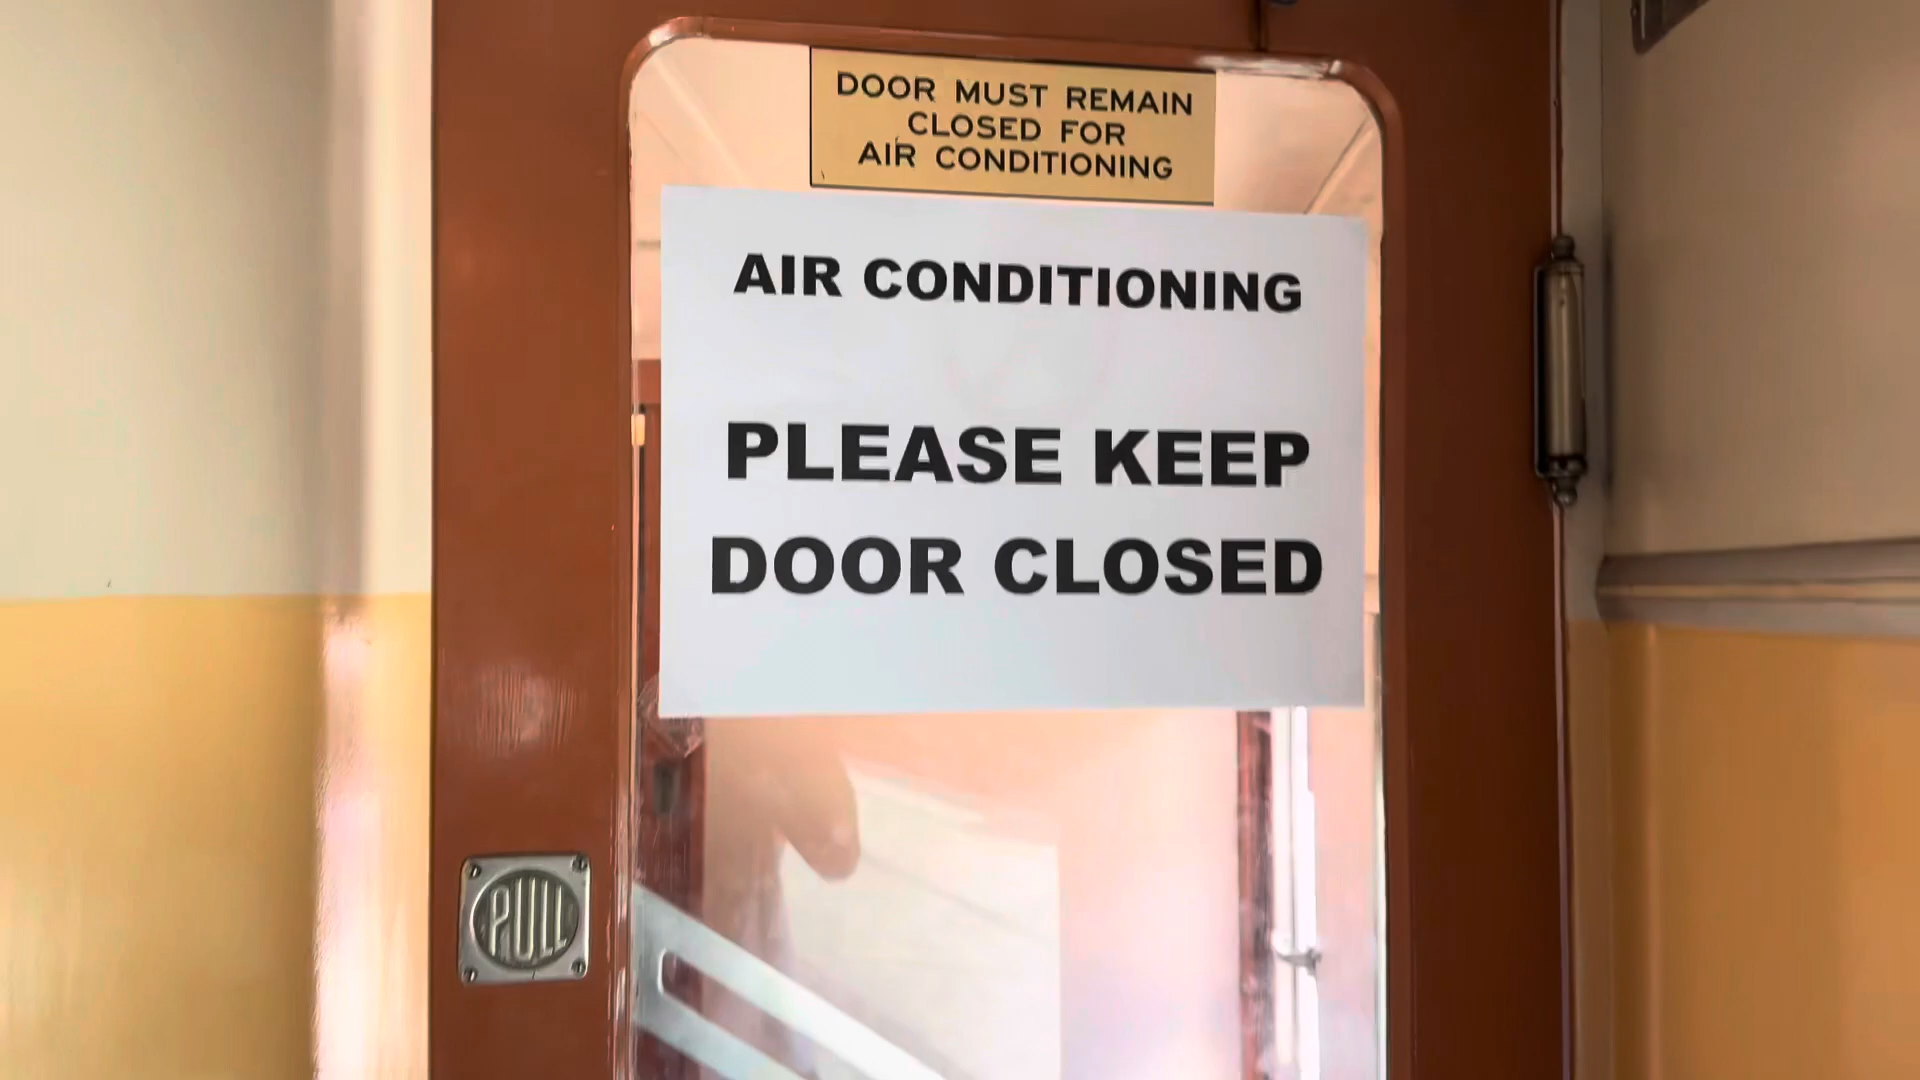 DOOR MUST REMAIN
CLOSED FOR
AIR CONDITIONING
AIR CONDITIONING
PLEASE KEEP
DOOR CLOSED
PULL